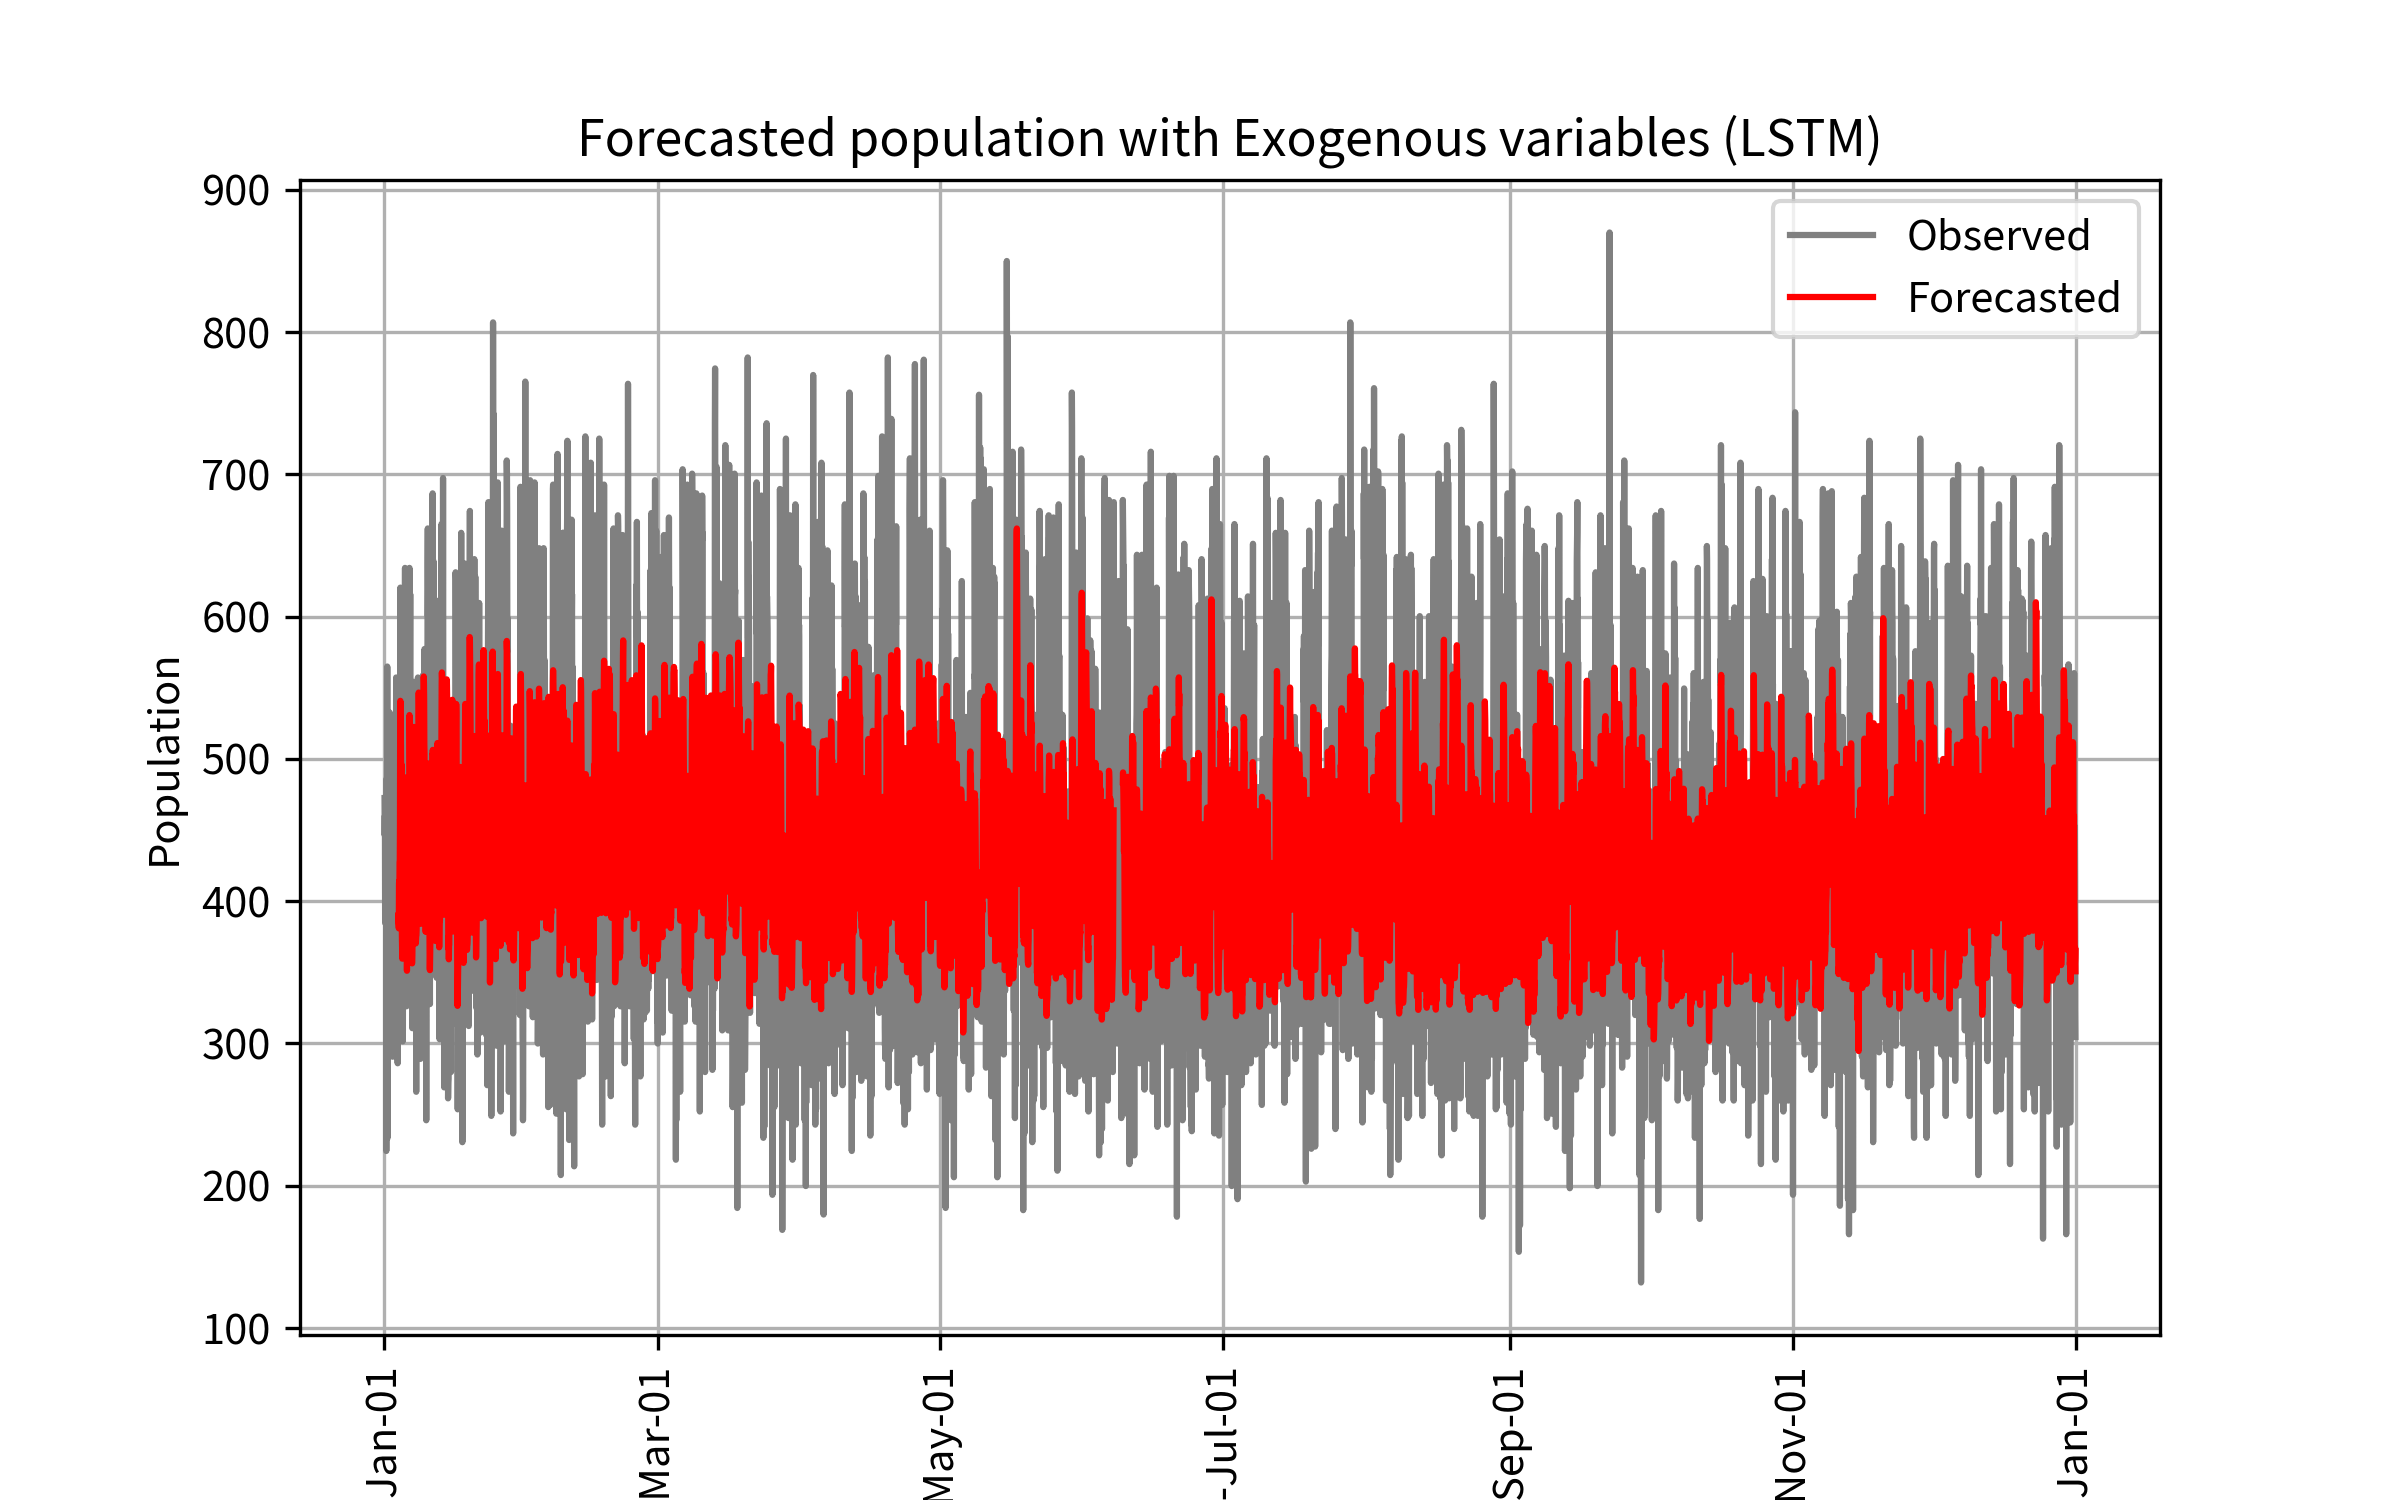 Forecasted population with Exogenous variables (LSTM)
900
800
700
600
500
400
300
200
100
Population
Observed
Forecasted
Jan-01
Mar-01
May-01
-Jul-01
Sep-01
Nov-01
Jan-01